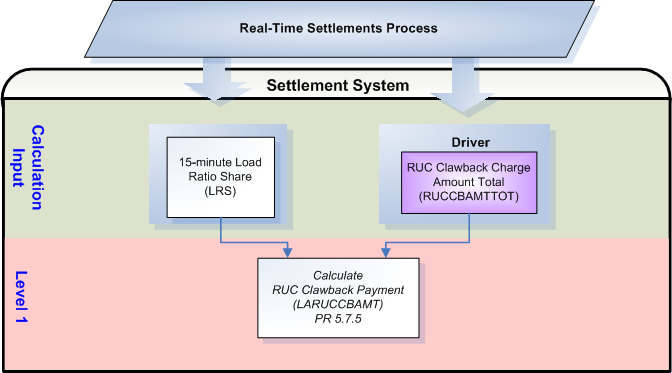 Real-Time Settlements Process
Settlement System
Calculation
Input
15-minute Load
Ratio Share
(LRS)
Driver
RUC Clawback Charge
Amount Total
(RUCCBAMTTOT)
Level 1
Calculate
RUC Clawback Payment
(LARUCCBAMT)
PR 5.7.5